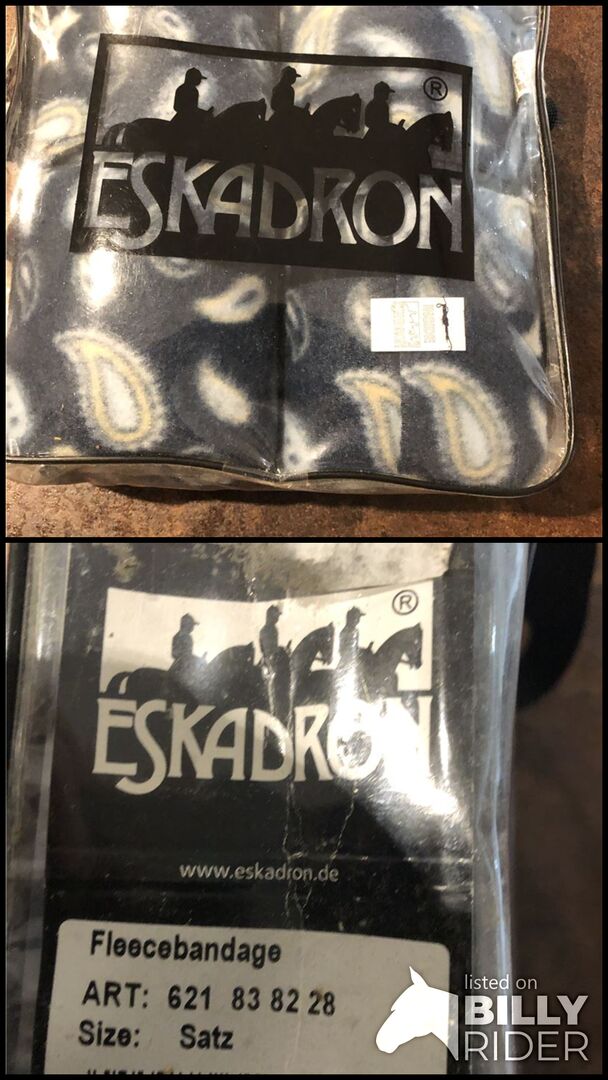 ®
ESKADRON
®
ESKADRON
www.eskadron.de
Fleecebandage
ART: 621 83 82 28
Size: Satz
listed on
BILLY
RIDER